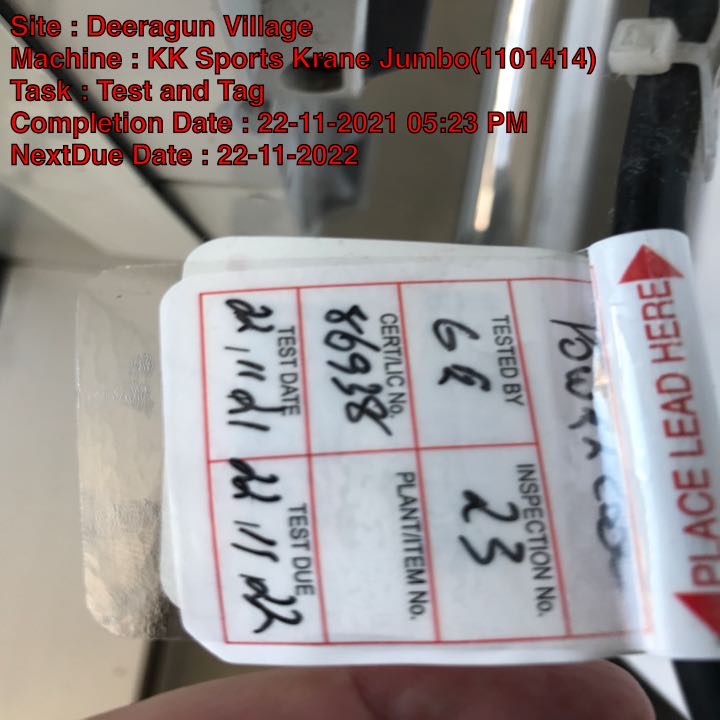 Site : Deeragun Village
Machine : KK Sports Krane Jumbo(1101414)
Task : Test and Tag
Completion Date : 22-11-2021 05:23 PM
NextDue Date : 22-11-2022
PLACE LEAD HERE
TESTED BY
INSPECTION No.
23
CERT/LIC No.
PLANT/ITEM No.
86938
TEST DATE
TEST DUE
22 11 21
22 11 22